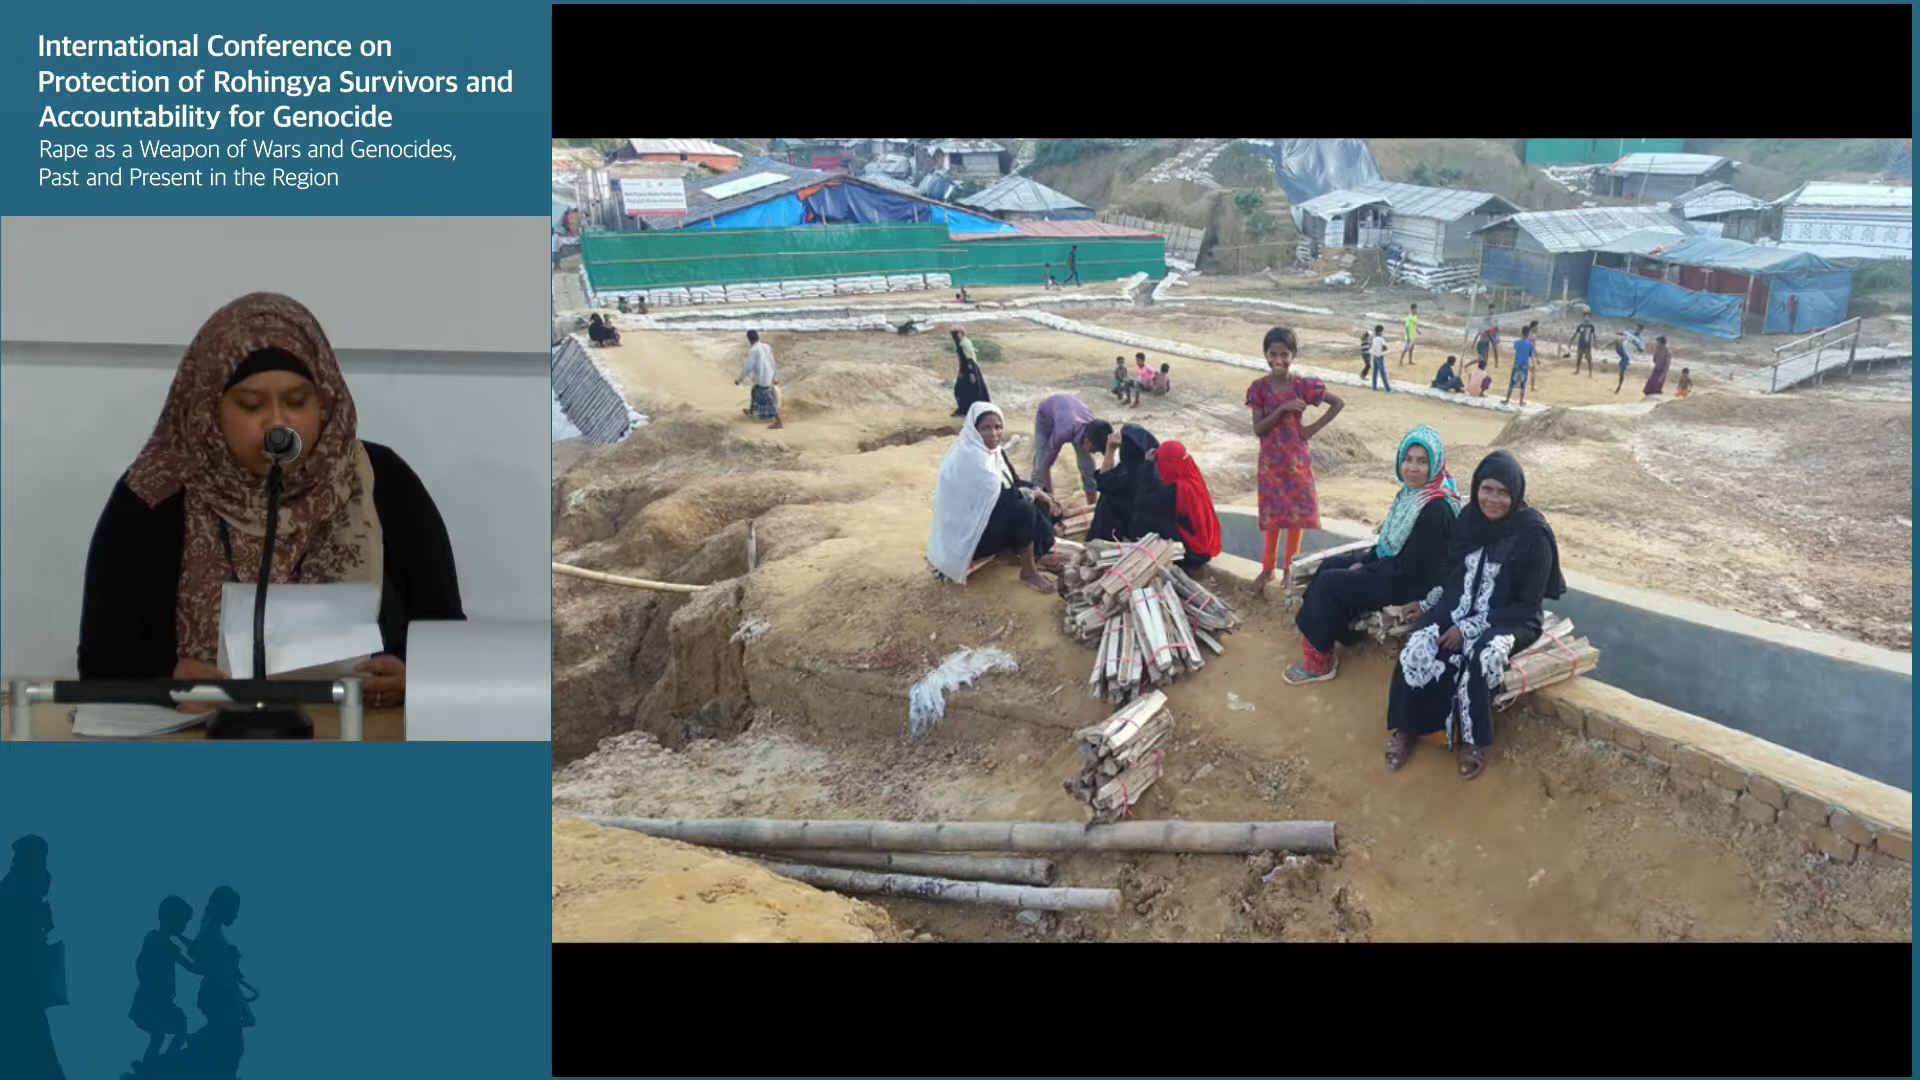 International Conference on
Protection of Rohingya Survivors and
Accountability for Genocide
Rape as a Weapon of Wars and Genocides,
Past and Present in the Region